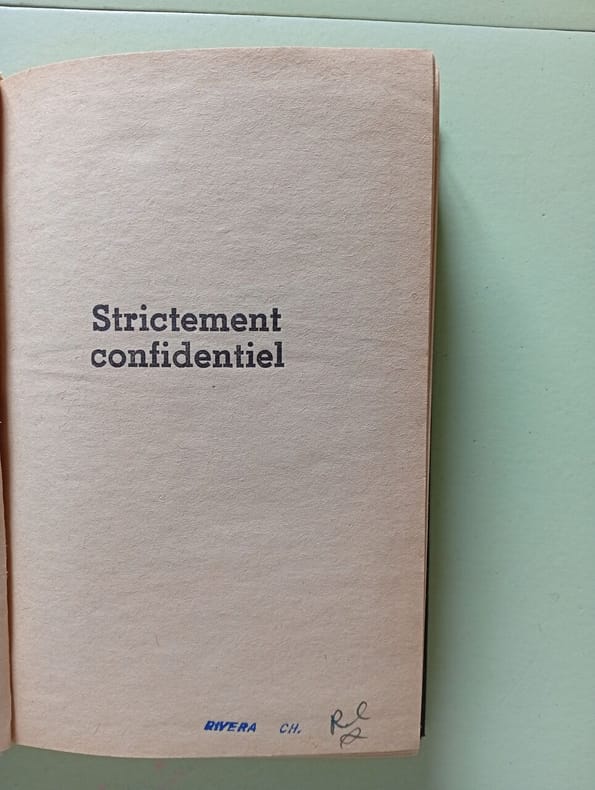 Strictement
confidentiel
RIVERA CH.